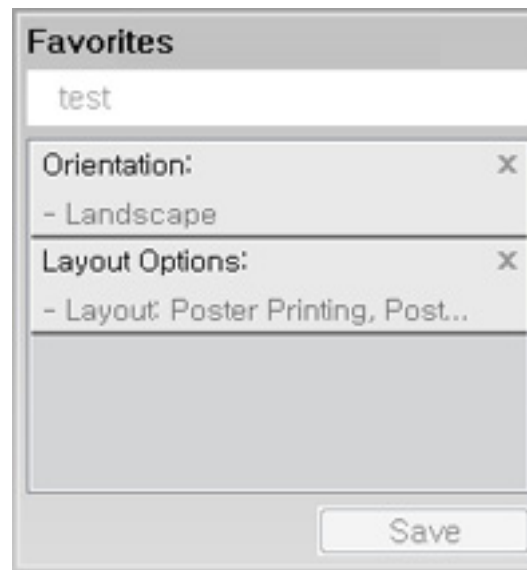 Favorites
test
Orientation: x
- Landscape
Layout Options: x
- Layout: Poster Printing, Post...
Save